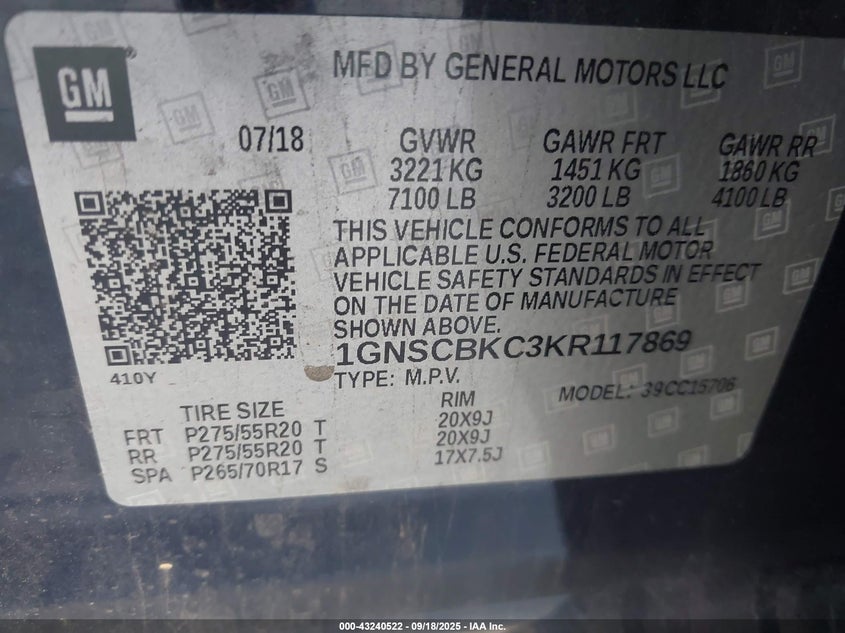 GM
MFD BY GENERAL MOTORS LLC
07/18
GVWR GAWR FRT GAWR RR
3221 KG 1451 KG 1860 KG
7100 LB 3200 LB 4100 LB
THIS VEHICLE CONFORMS TO ALL
APPLICABLE U.S. FEDERAL MOTOR
VEHICLE SAFETY STANDARDS IN EFFECT
ON THE DATE OF MANUFACTURE
SHOWN ABOVE.
1GNSCBKC3KR117869
410Y
TYPE: M.P.V. MODEL: 39CC15706
TIRE SIZE RIM
FRT P275/55R20 T 20X9J
RR P275/55R20 T 20X9J
SPA P265/70R17 S 17X7.5J
000-43240522 — 09/18/2025 — IAA Inc.